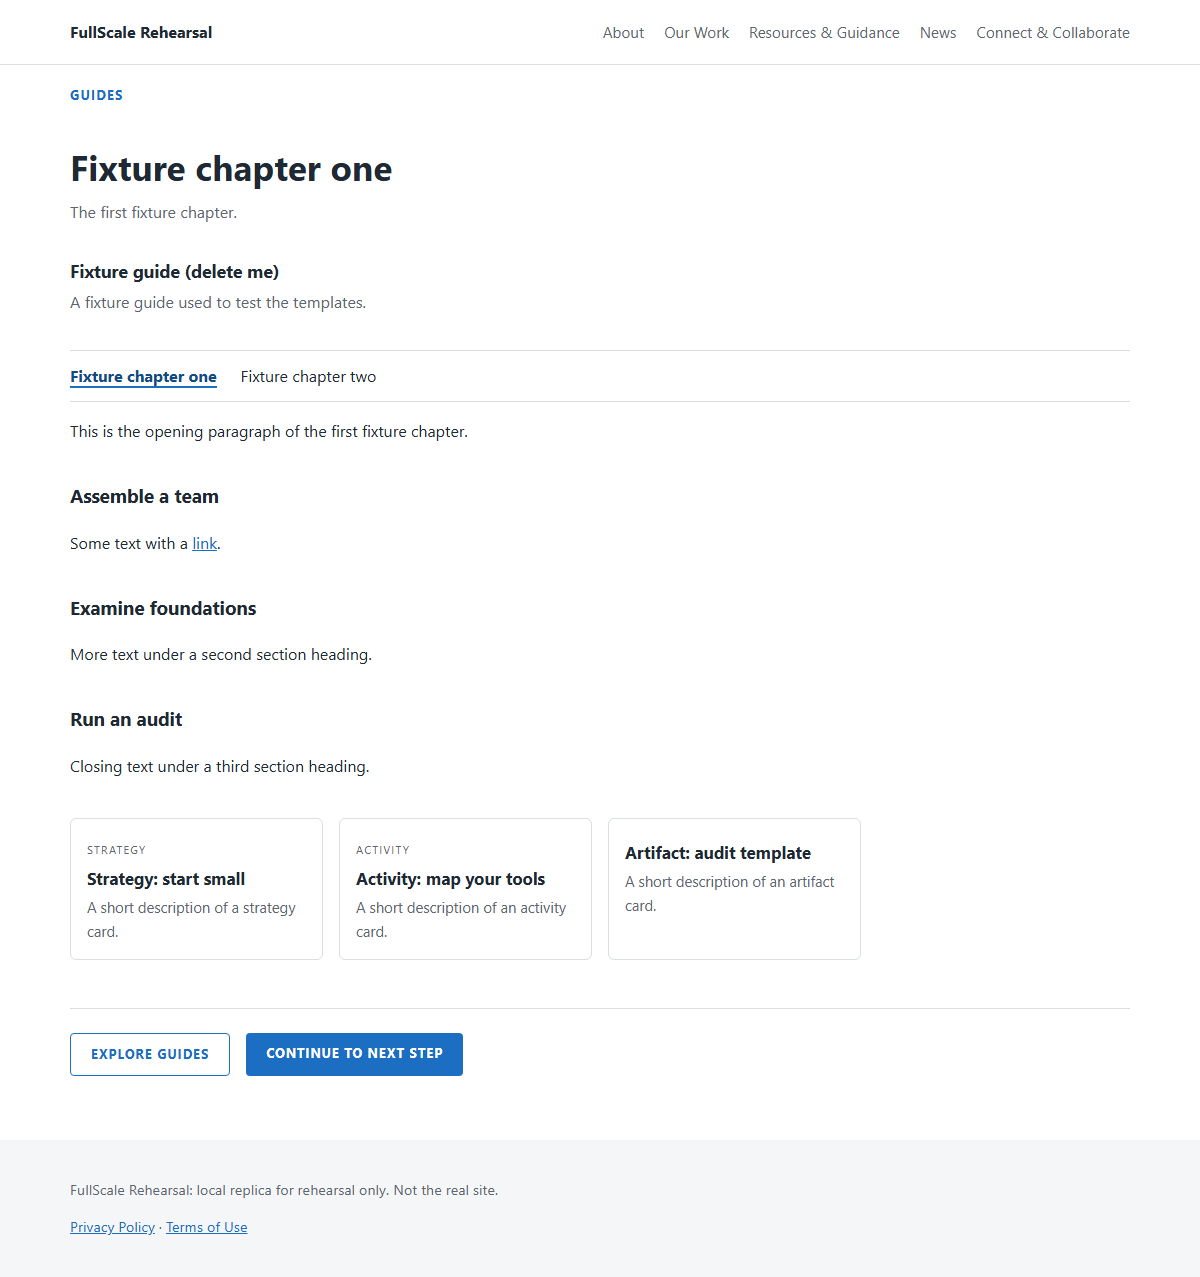 FullScale Rehearsal
About
Our Work
Resources & Guidance
News
Connect & Collaborate
GUIDES
Fixture chapter one
The first fixture chapter.
Fixture guide (delete me)
A fixture guide used to test the templates.
Fixture chapter one
Fixture chapter two
This is the opening paragraph of the first fixture chapter.
Assemble a team
Some text with a link.
Examine foundations
More text under a second section heading.
Run an audit
Closing text under a third section heading.
STRATEGY
Strategy: start small
A short description of a strategy
card.
ACTIVITY
Activity: map your tools
A short description of an activity
card.
Artifact: audit template
A short description of an artifact
card.
EXPLORE GUIDES
CONTINUE TO NEXT STEP
FullScale Rehearsal: local replica for rehearsal only. Not the real site.
Privacy Policy · Terms of Use